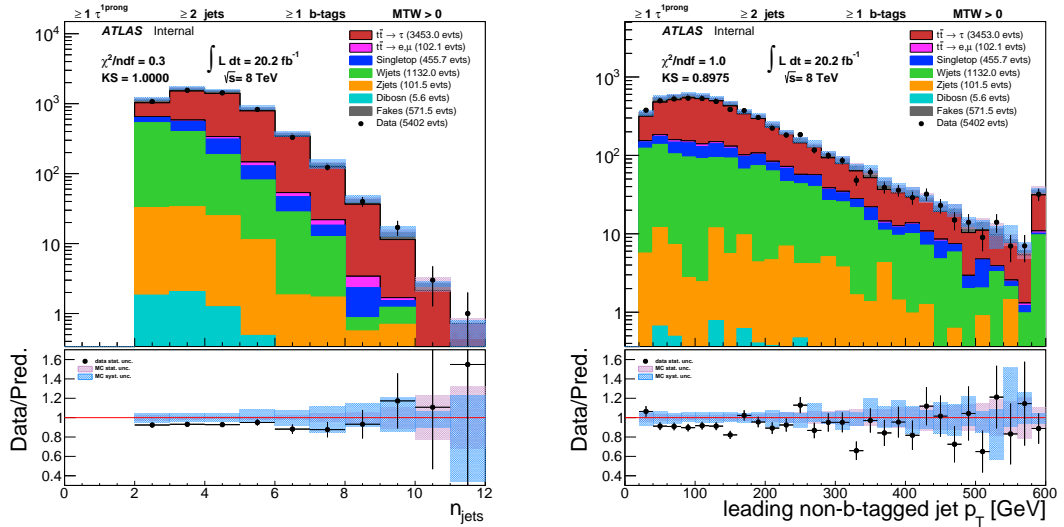 ≥ 1 τ^1prong ≥ 2 jets ≥ 1 b-tags MTW > 0
ATLAS Internal
χ²/ndf = 0.3
KS = 1.0000
∫ L dt = 20.2 fb⁻¹
√s= 8 TeV
tt̄ → τ (3453.0 evts)
tt̄ → e,μ (102.1 evts)
Singletop (455.7 evts)
Wjets (1132.0 evts)
Zjets (101.5 evts)
Dibosn (5.6 evts)
Fakes (571.5 evts)
Data (5402 evts)
10⁴
10³
10²
10
1
Data/Pred.
data stat. unc.
MC stat. unc.
MC syst. unc.
1.6
1.4
1.2
1
0.8
0.6
0.4
0 2 4 6 8 10 12
n_jets
≥ 1 τ^1prong ≥ 2 jets ≥ 1 b-tags MTW > 0
ATLAS Internal
χ²/ndf = 1.0
KS = 0.8975
∫ L dt = 20.2 fb⁻¹
√s= 8 TeV
tt̄ → τ (3453.0 evts)
tt̄ → e,μ (102.1 evts)
Singletop (455.7 evts)
Wjets (1132.0 evts)
Zjets (101.5 evts)
Dibosn (5.6 evts)
Fakes (571.5 evts)
Data (5402 evts)
10⁴
10³
10²
10
1
Data/Pred.
data stat. unc.
MC stat. unc.
MC syst. unc.
1.6
1.4
1.2
1
0.8
0.6
0.4
0 100 200 300 400 500 600
leading non-b-tagged jet p_T [GeV]